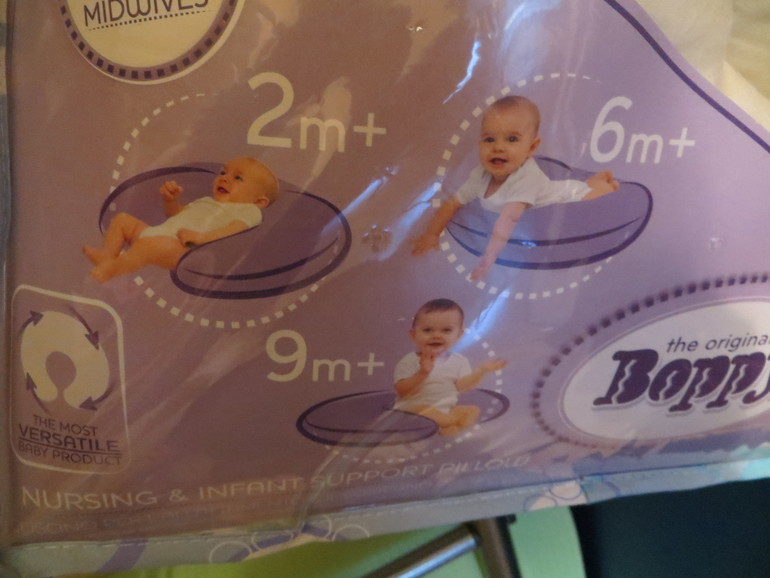 MIDWIVES
2m+
6m+
9m+
the original
Boppy
THE MOST
VERSATILE
BABY PRODUCT
NURSING & INFANT SUPPORT PILLOW